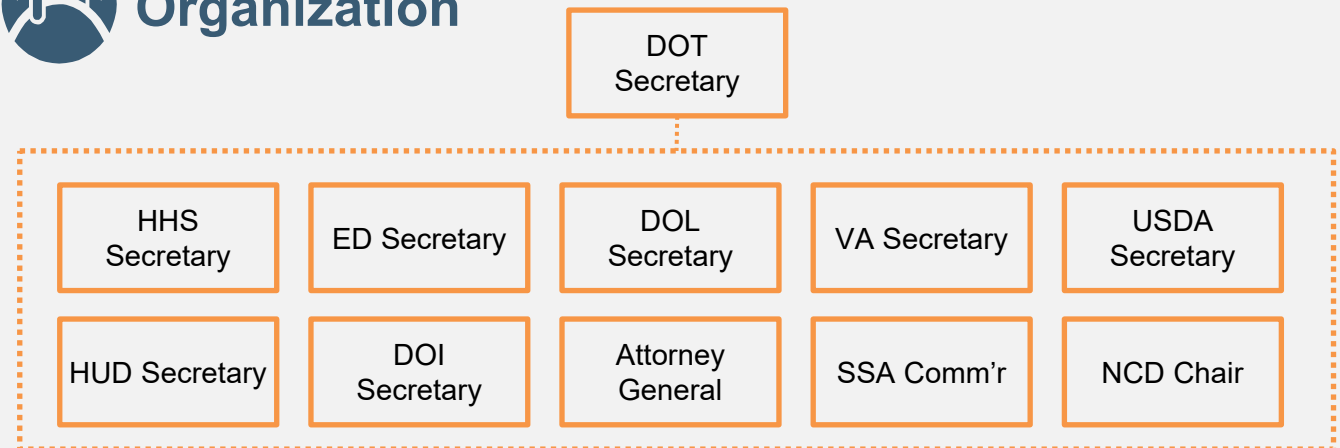 Organization
DOT
Secretary
HHS
Secretary
ED Secretary
DOL
Secretary
VA Secretary
USDA
Secretary
HUD Secretary
DOI
Secretary
Attorney
General
SSA Comm’r
NCD Chair